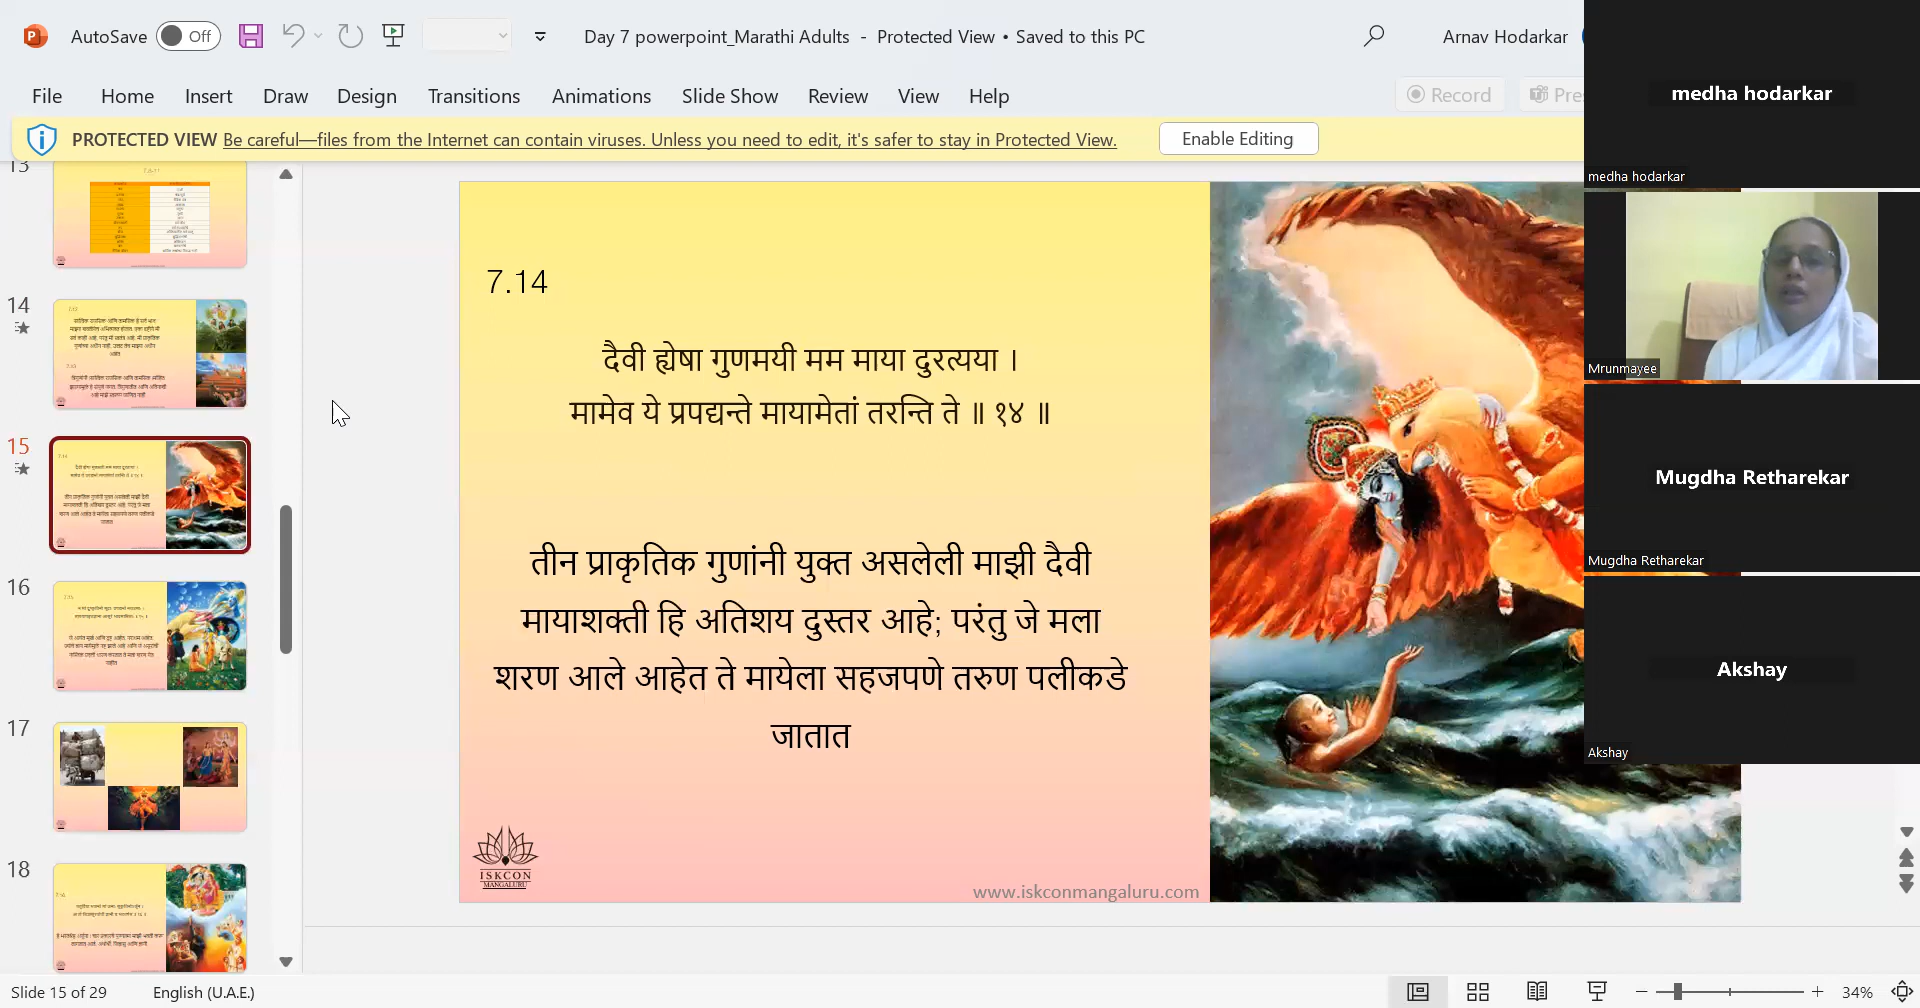 AutoSave
Off
Day 7 powerpoint_Marathi Adults - Protected View • Saved to this PC
Arnav Hodarkar
File Home Insert Draw Design Transitions Animations Slide Show Review View Help
Record
PROTECTED VIEW Be careful—files from the Internet can contain viruses. Unless you need to edit, it's safer to stay in Protected View.
Enable Editing
13
14
15
16
17
18
7.14
दैवी ह्येषा गुणमयी मम माया दुरत्यया ।
मामेव ये प्रपद्यन्ते मायामेतां तरन्ति ते ॥ १४ ॥
तीन प्राकृतिक गुणांनी युक्त असलेली माझी दैवी
मायाशक्ती हि अतिशय दुस्तर आहे; परंतु जे मला
शरण आले आहेत ते मायेला सहजपणे तरुण पलीकडे
जातात
ISKCON
MANGALURU
www.iskconmangaluru.com
medha hodarkar
medha hodarkar
Mrunmayee
Mugdha Retharekar
Mugdha Retharekar
Akshay
Akshay
Slide 15 of 29
English (U.A.E.)
34%